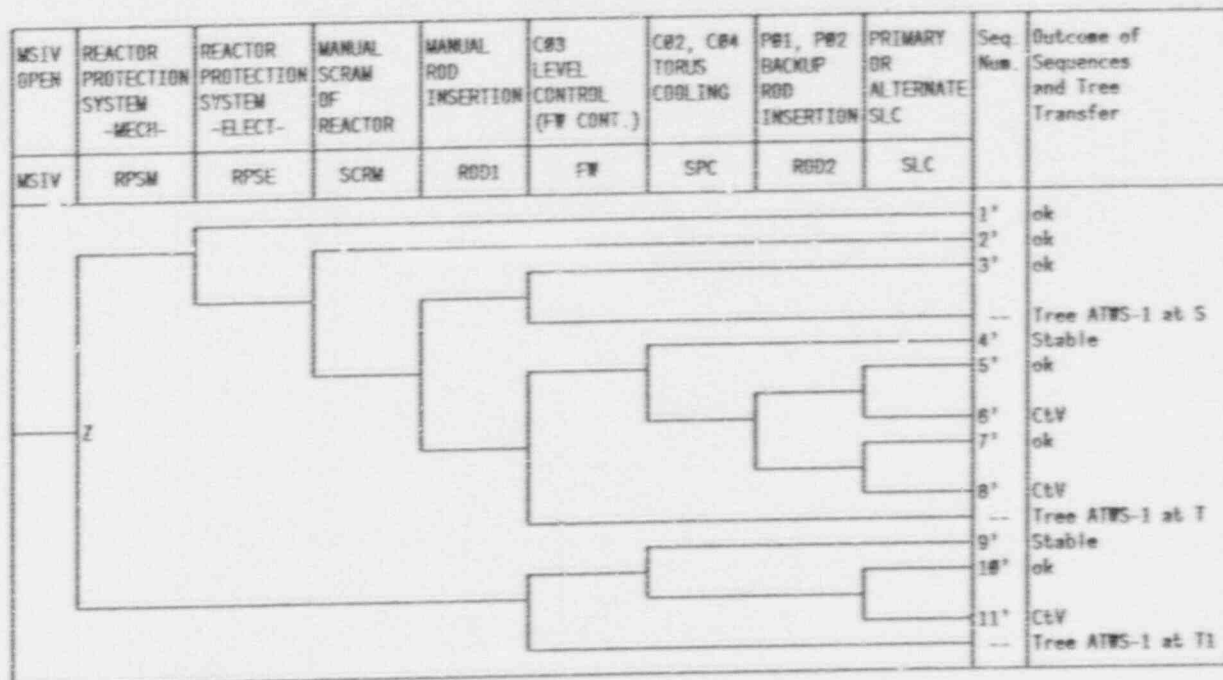 MSIV OPEN
REACTOR PROTECTION SYSTEM -MECH-
REACTOR PROTECTION SYSTEM -ELECT-
MANUAL SCRAM OF REACTOR
MANUAL ROD INSERTION
C03 LEVEL CONTROL (FW CONT.)
C02, C04 TORUS COOLING
P01, P02 BACKUP ROD INSERTION
PRIMARY OR ALTERNATE SLC
Seq. Num.
Outcome of Sequences and Tree Transfer
MSIV RPSM RPSE SCRM ROD1 FW SPC ROD2 SLC
1' ok
2' ok
3' ok
-- Tree ATWS-1 at S
4' Stable
5' ok
6' CtV
Z
7' ok
8' CtV
-- Tree ATWS-1 at T
9' Stable
10' ok
11' CtV
-- Tree ATWS-1 at T1